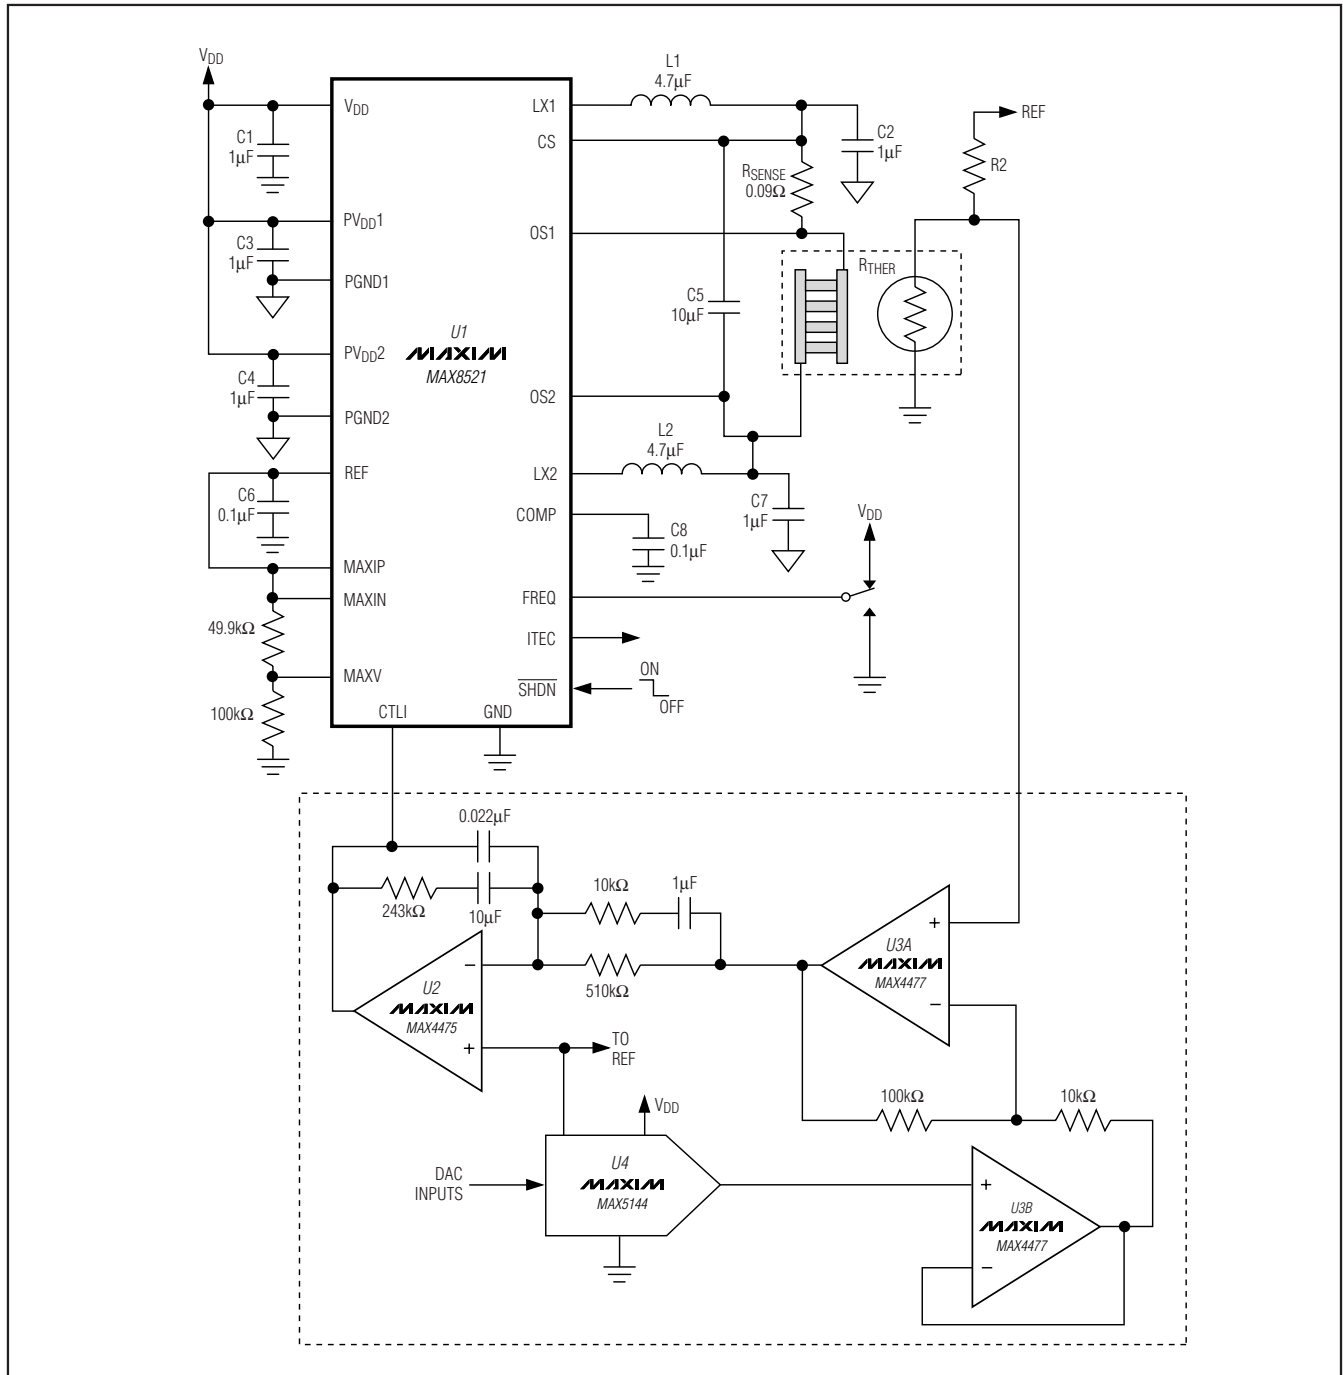 VDD
VDD
C1
1µF
PVDD1
C3
1µF
PGND1
PVDD2
C4
1µF
PGND2
REF
C6
0.1µF
MAXIP
MAXIN
49.9kΩ
MAXV
100kΩ
CTLI
GND
U1
MAXIM
MAX8521
LX1
CS
OS1
OS2
LX2
COMP
FREQ
ITEC
SHDN
L1
4.7µF
C2
1µF
RSENSE
0.09Ω
C5
10µF
RTHER
REF
R2
L2
4.7µF
C7
1µF
C8
0.1µF
VDD
ON
OFF
0.022µF
243kΩ
10µF
10kΩ
1µF
510kΩ
U2
MAXIM
MAX4475
−
+
TO
REF
U3A
MAXIM
MAX4477
+
−
100kΩ
10kΩ
VDD
DAC
INPUTS
U4
MAXIM
MAX5144
+
U3B
MAXIM
MAX4477
−